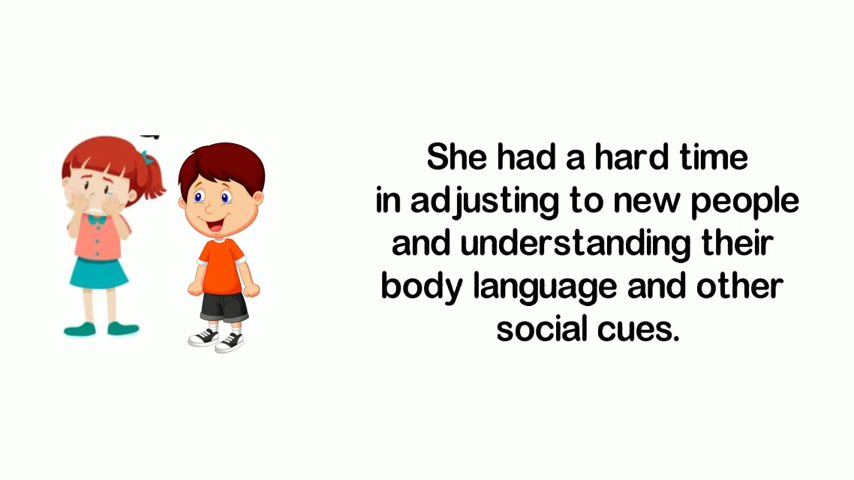 She had a hard time
in adjusting to new people
and understanding their
body language and other
social cues.